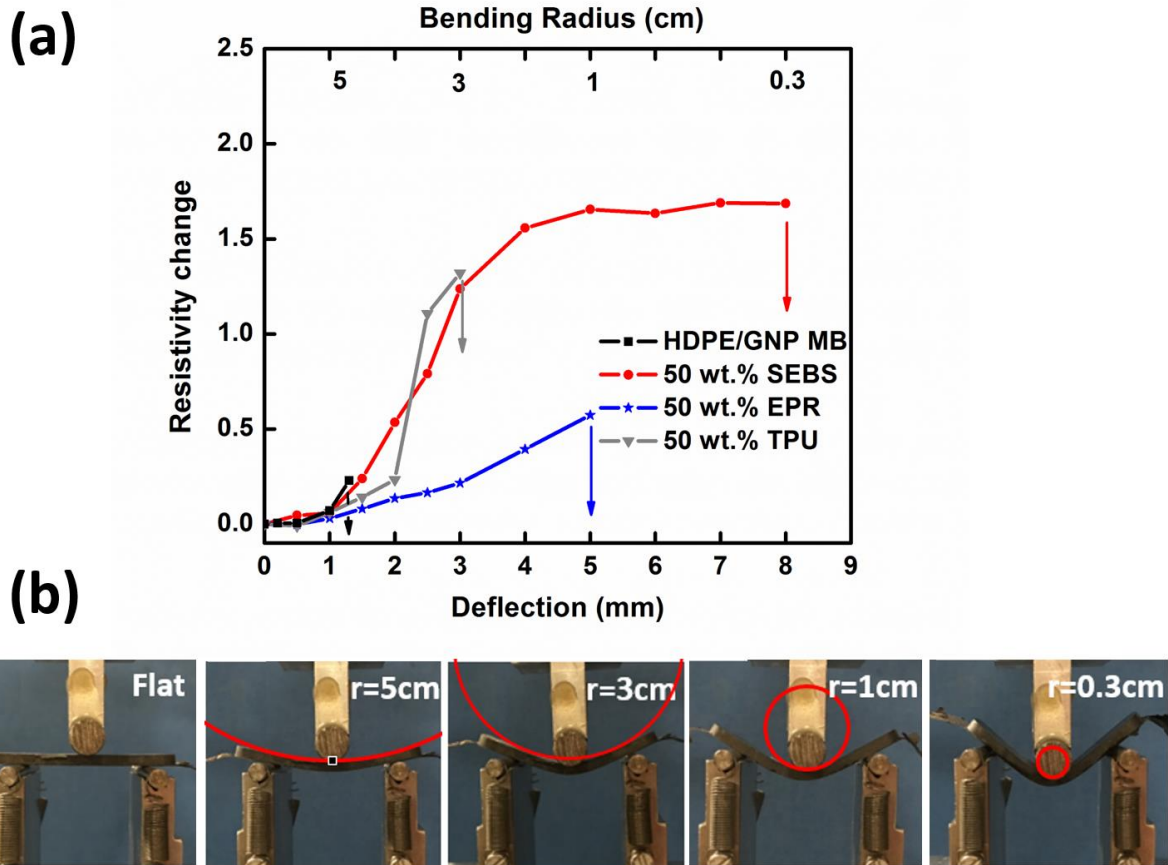 (a)
Bending Radius (cm)
5 3 1 0.3
2.5
2.0
1.5
1.0
0.5
0.0
Resistivity change
HDPE/GNP MB
50 wt.% SEBS
50 wt.% EPR
50 wt.% TPU
0 1 2 3 4 5 6 7 8 9
Deflection (mm)
(b)
Flat
r=5cm
r=3cm
r=1cm
r=0.3cm